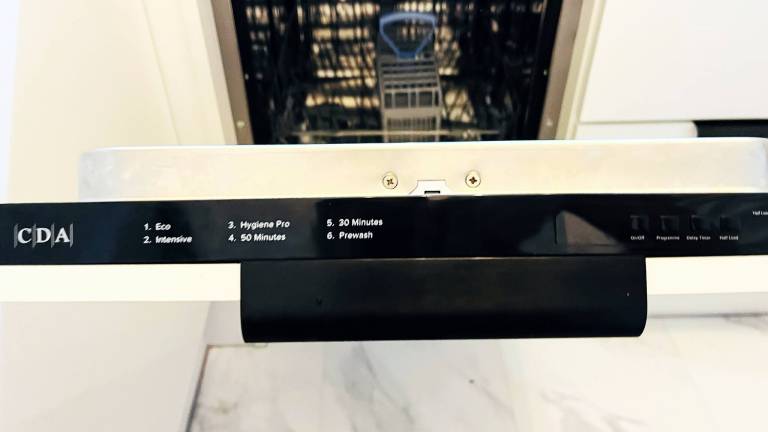 CDA
1. Eco
2. Intensive
3. Hygiene Pro
4. 50 Minutes
5. 30 Minutes
6. Prewash
On/Off
Programme
Delay Timer
Half Load
Half